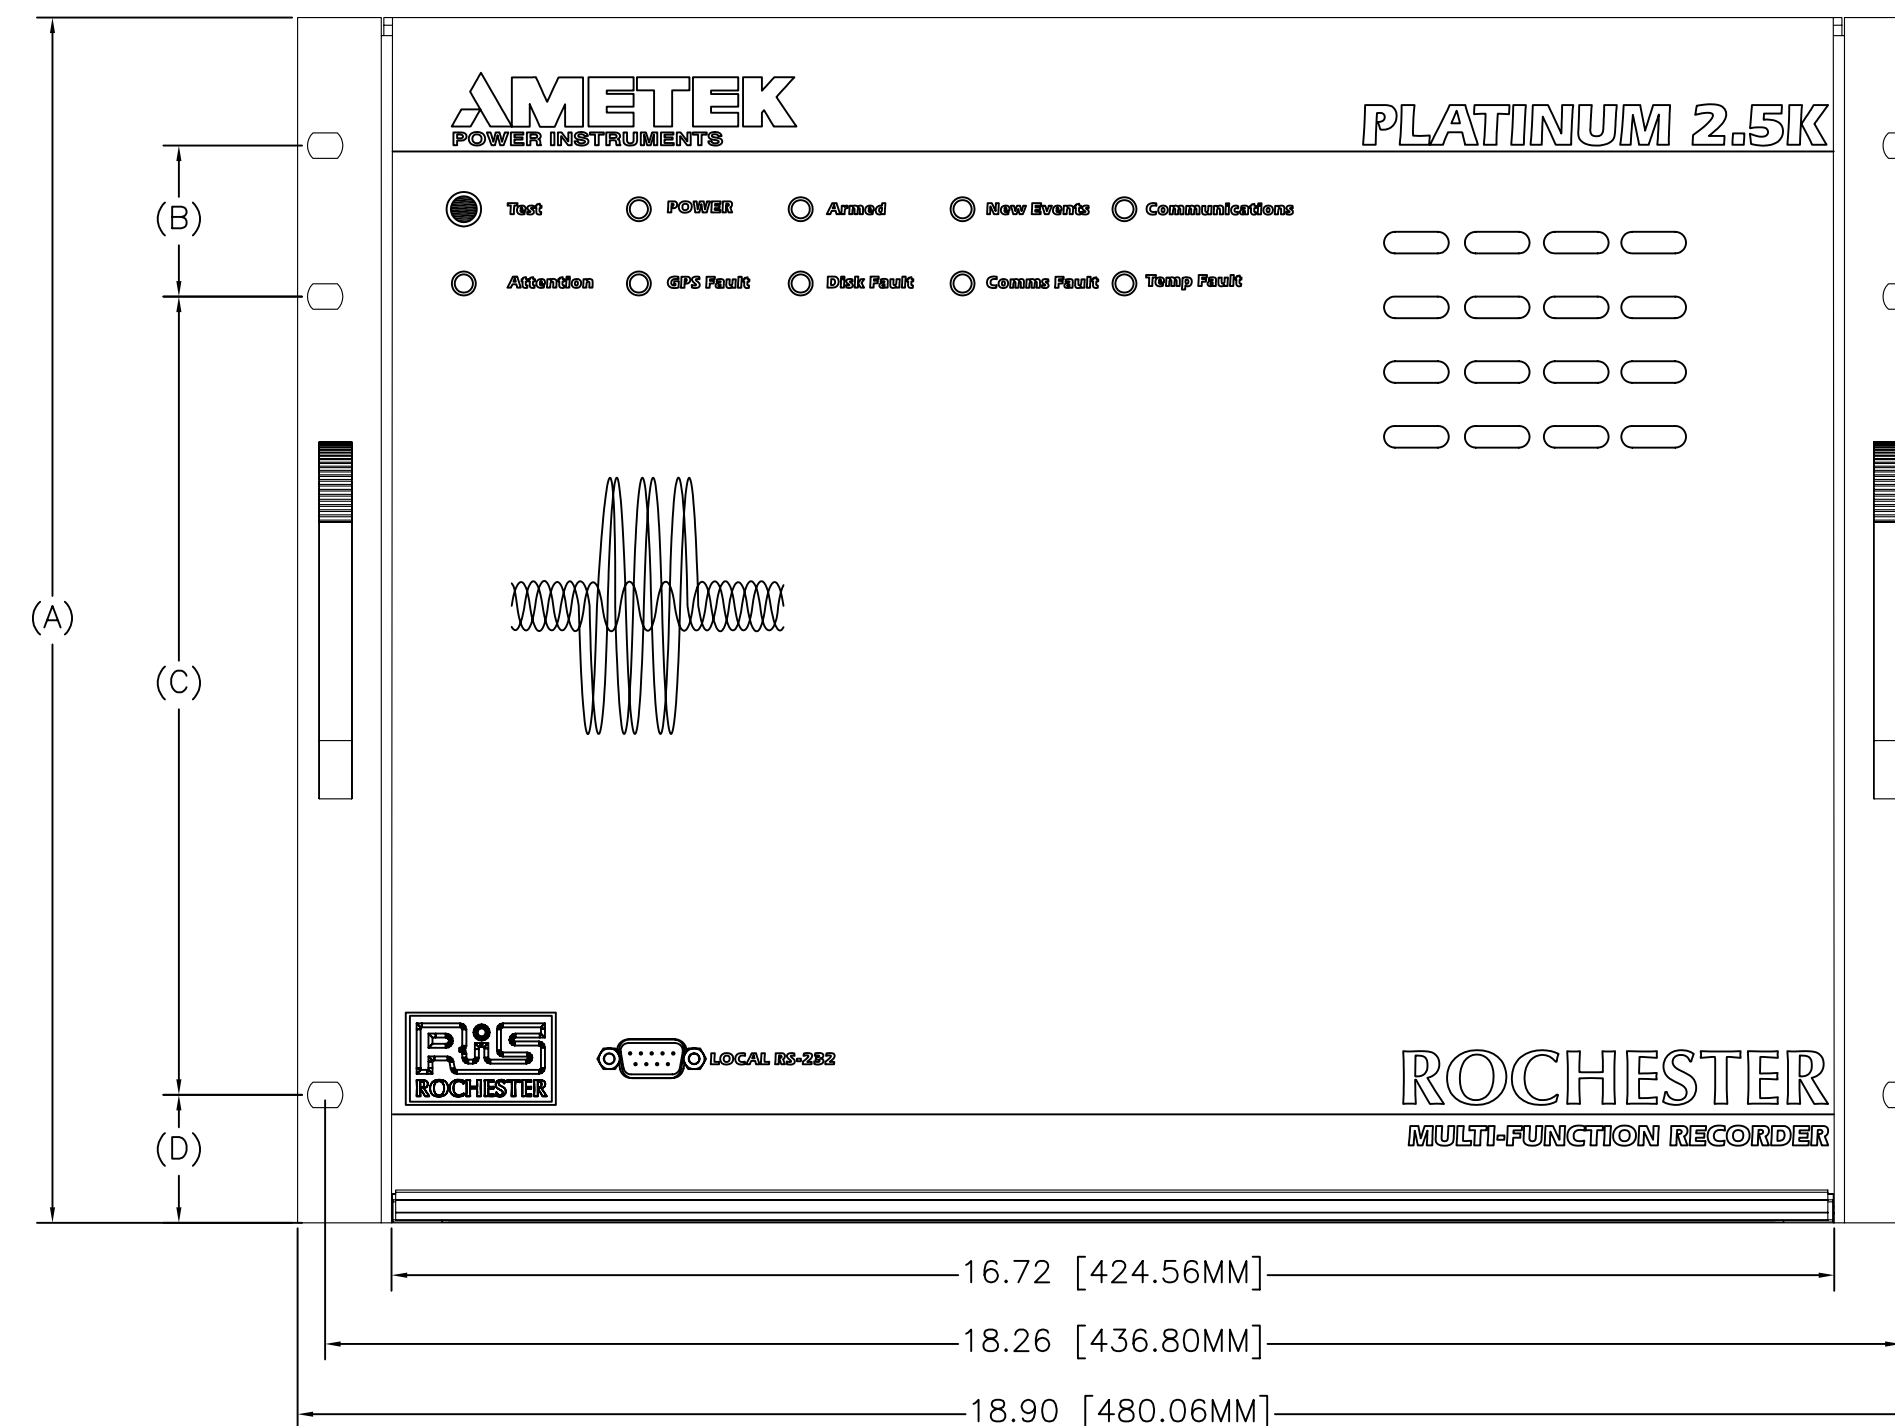 AMETEK
POWER INSTRUMENTS
PLATINUM 2.5K
Test POWER Armed New Events Communications
(B)
Attention GPS Fault Disk Fault Comms Fault Temp Fault
(A)
(C)
RiS
ROCHESTER
LOCAL RS-232
ROCHESTER
MULTI-FUNCTION RECORDER
(D)
16.72 [424.56MM]
18.26 [436.80MM]
18.90 [480.06MM]